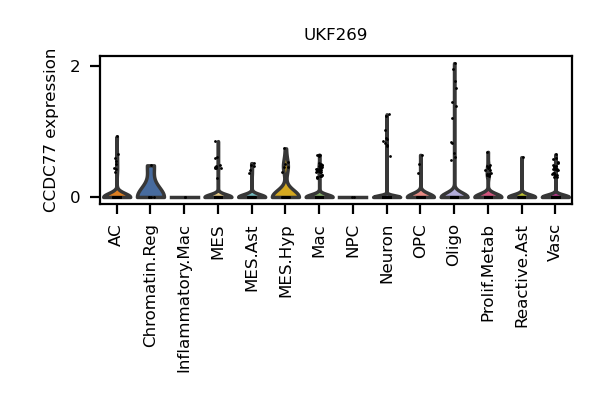 UKF269
CCDC77 expression
2
0
AC
Chromatin.Reg
Inflammatory.Mac
MES
MES.Ast
MES.Hyp
Mac
NPC
Neuron
OPC
Oligo
Prolif.Metab
Reactive.Ast
Vasc